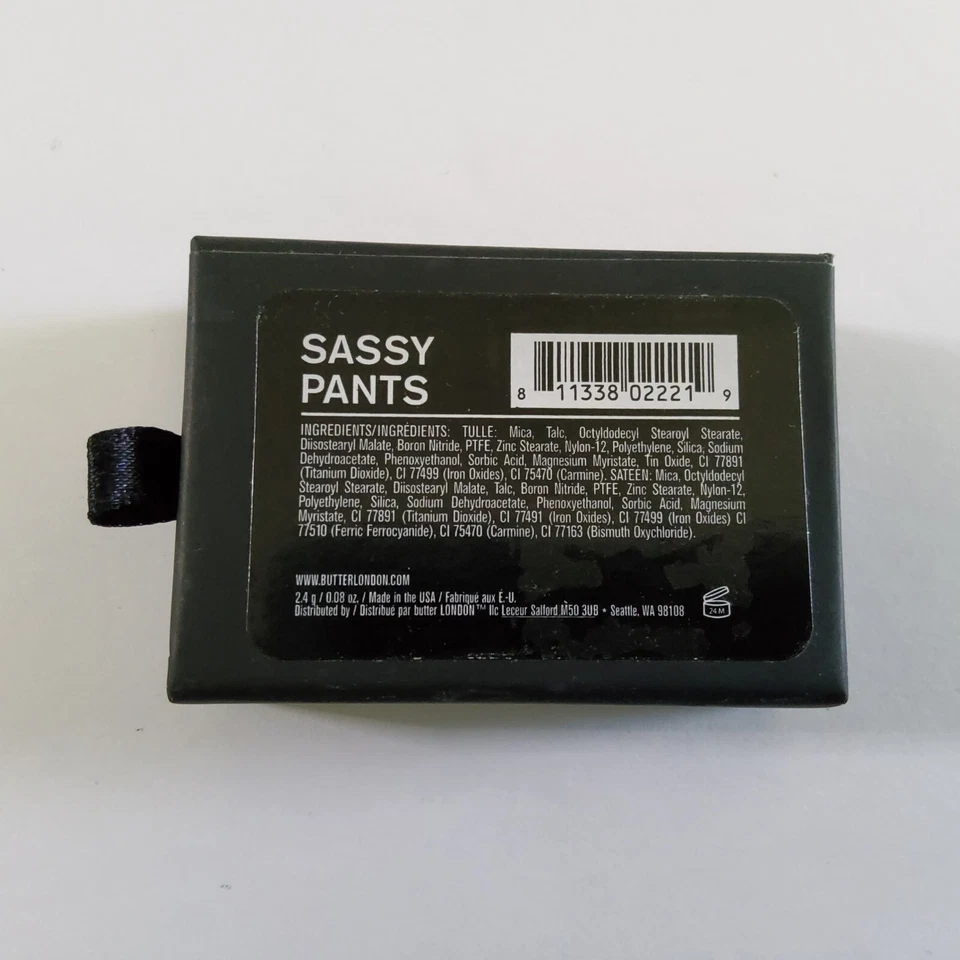 SASSY
PANTS
8 11338 02221 9
INGREDIENTS/INGRÉDIENTS: TULLE: Mica, Talc, Octyldodecyl Stearoyl Stearate,
Diisostearyl Malate, Boron Nitride, PTFE, Zinc Stearate, Nylon-12, Polyethylene, Silica, Sodium
Dehydroacetate, Phenoxyethanol, Sorbic Acid, Magnesium Myristate, Tin Oxide, CI 77891
(Titanium Dioxide), CI 77499 (Iron Oxides), CI 75470 (Carmine). SATEEN: Mica, Octyldodecyl
Stearoyl Stearate, Diisostearyl Malate, Talc, Boron Nitride, PTFE, Zinc Stearate, Nylon-12,
Polyethylene, Silica, Sodium Dehydroacetate, Phenoxyethanol, Sorbic Acid, Magnesium
Myristate, CI 77891 (Titanium Dioxide), CI 77491 (Iron Oxides), CI 77499 (Iron Oxides) CI
77510 (Ferric Ferrocyanide), CI 75470 (Carmine), CI 77163 (Bismuth Oxychloride).
WWW.BUTTERLONDON.COM
2.4 g / 0.08 oz. / Made in the USA / Fabriqué aux É.-U.
Distributed by / Distribué par butter LONDON™ llc Leceur Salford M50 3UB • Seattle, WA 98108
24 M